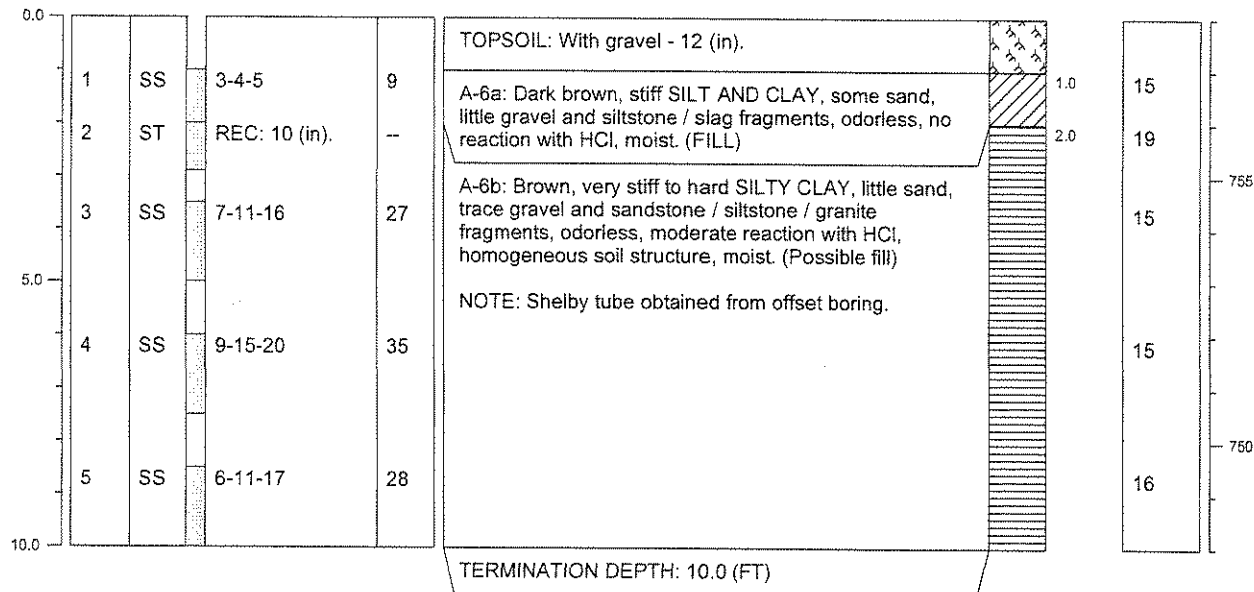 0.0
TOPSOIL: With gravel - 12 (in).
1 SS 3-4-5 9 1.0 15
A-6a: Dark brown, stiff SILT AND CLAY, some sand,
little gravel and siltstone / slag fragments, odorless, no
reaction with HCl, moist. (FILL)
2 ST REC: 10 (in). -- 2.0 19
755
A-6b: Brown, very stiff to hard SILTY CLAY, little sand,
trace gravel and sandstone / siltstone / granite
fragments, odorless, moderate reaction with HCl,
homogeneous soil structure, moist. (Possible fill)
3 SS 7-11-16 27 15
5.0
NOTE: Shelby tube obtained from offset boring.
4 SS 9-15-20 35 15
750
5 SS 6-11-17 28 16
10.0
TERMINATION DEPTH: 10.0 (FT)